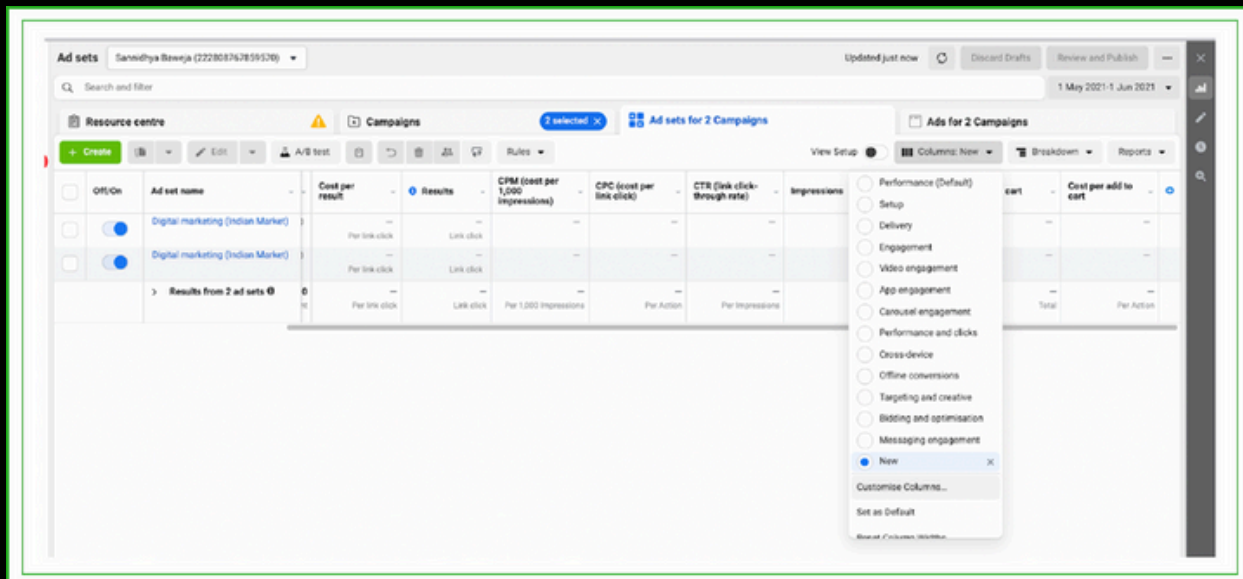 Ad sets Sannidhya Baweja (222808767859570) Updated just now Discard Drafts Review and Publish
Search and filter 1 May 2021-1 Jun 2021
Resource centre Campaigns 2 selected × Ad sets for 2 Campaigns Ads for 2 Campaigns
+ Create Edit A/B test Rules View Setup Columns: New Breakdown Reports
Off/On Ad set name Cost per result Results CPM (cost per 1,000 impressions) CPC (cost per link click) CTR (link click-through rate) Impressions cart Cost per add to cart
Digital marketing (Indian Market) — — — — — — —
Per link click Link click
Digital marketing (Indian Market) — — — — — — —
Per link click Link click
Results from 2 ad sets 0 — — — — — — —
Per link click Link click Per 1,000 Impressions Per Action Per Impressions Total Per Action
Performance (Default)
Setup
Delivery
Engagement
Video engagement
App engagement
Carousel engagement
Performance and clicks
Cross-device
Offline conversions
Targeting and creative
Bidding and optimisation
Messaging engagement
New ×
Customise Columns...
Set as Default
Reset Column Widths